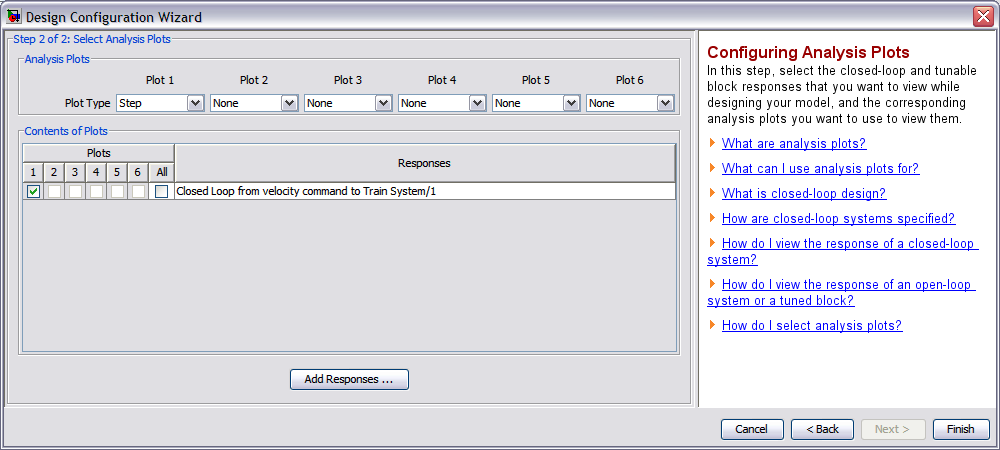 Design Configuration Wizard
Step 2 of 2: Select Analysis Plots
Analysis Plots
Plot 1 Plot 2 Plot 3 Plot 4 Plot 5 Plot 6
Plot Type Step None None None None None
Contents of Plots
Plots Responses
1 2 3 4 5 6 All
Closed Loop from velocity command to Train System/1
Add Responses ...
Configuring Analysis Plots
In this step, select the closed-loop and tunable
block responses that you want to view while
designing your model, and the corresponding
analysis plots you want to use to view them.
What are analysis plots?
What can I use analysis plots for?
What is closed-loop design?
How are closed-loop systems specified?
How do I view the response of a closed-loop
system?
How do I view the response of an open-loop
system or a tuned block?
How do I select analysis plots?
Cancel < Back Next > Finish